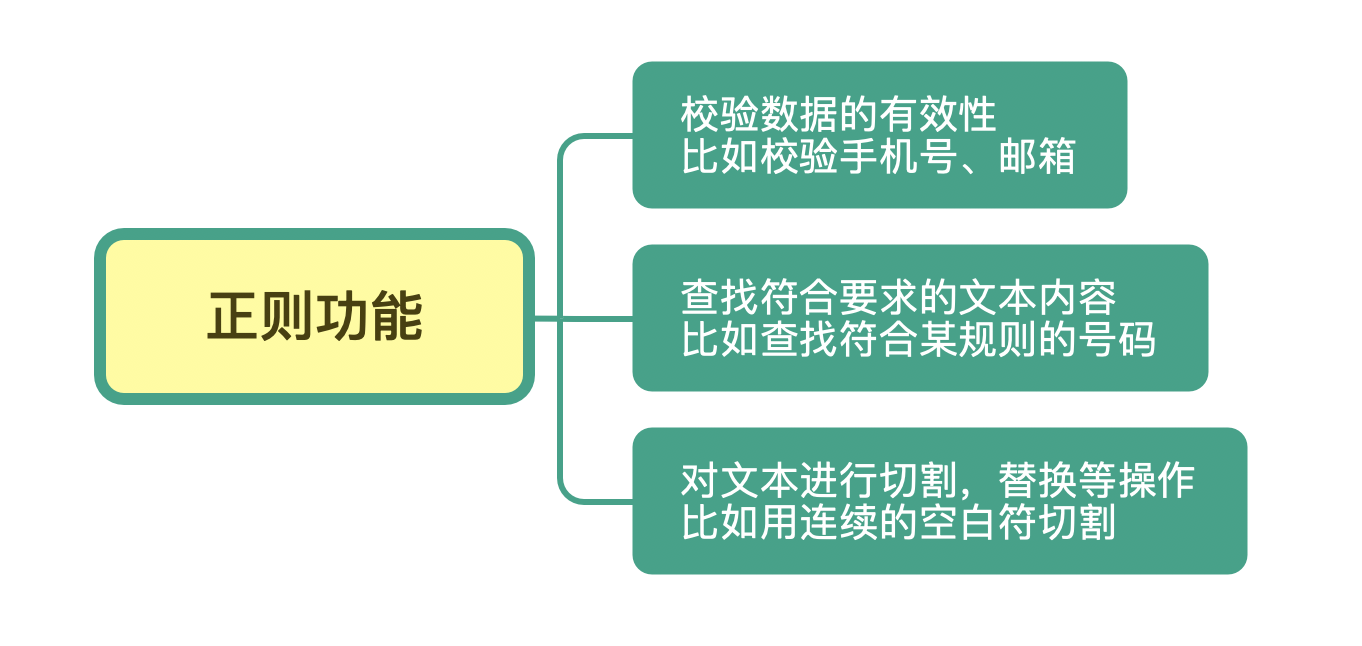 正则功能
校验数据的有效性
比如校验手机号、邮箱
查找符合要求的文本内容
比如查找符合某规则的号码
对文本进行切割，替换等操作
比如用连续的空白符切割